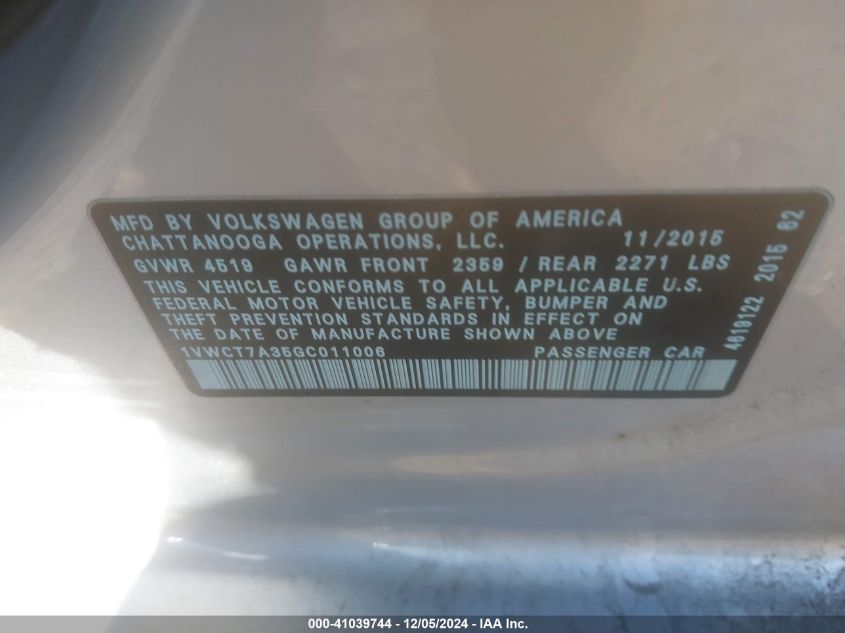 MFD BY VOLKSWAGEN GROUP OF AMERICA
CHATTANOOGA OPERATIONS, LLC. 11/2015
GVWR 4519 GAWR FRONT 2359 / REAR 2271 LBS
THIS VEHICLE CONFORMS TO ALL APPLICABLE U.S.
FEDERAL MOTOR VEHICLE SAFETY, BUMPER AND
THEFT PREVENTION STANDARDS IN EFFECT ON
THE DATE OF MANUFACTURE SHOWN ABOVE
1VWCT7A35GC011006 PASSENGER CAR
4619122 2015 62
000-41039744 - 12/05/2024 - IAA Inc.